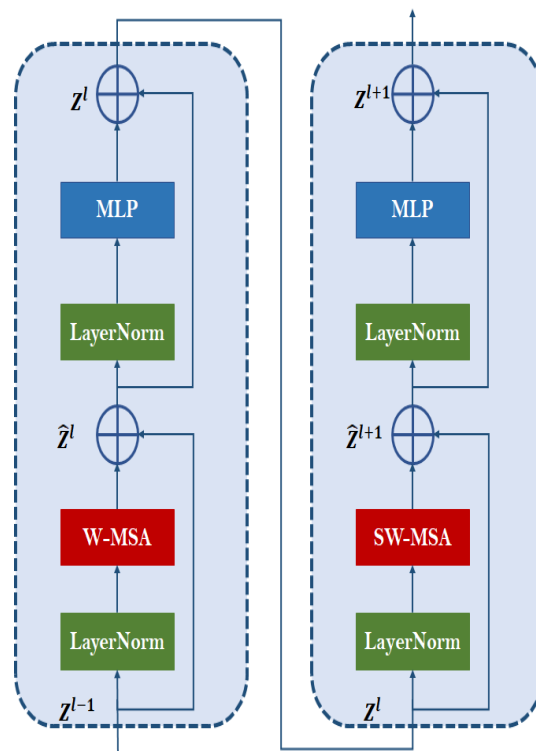 Z^l
MLP
LayerNorm
Ẑ^l
W-MSA
LayerNorm
Z^{l-1}
Z^{l+1}
MLP
LayerNorm
Ẑ^{l+1}
SW-MSA
LayerNorm
Z^l